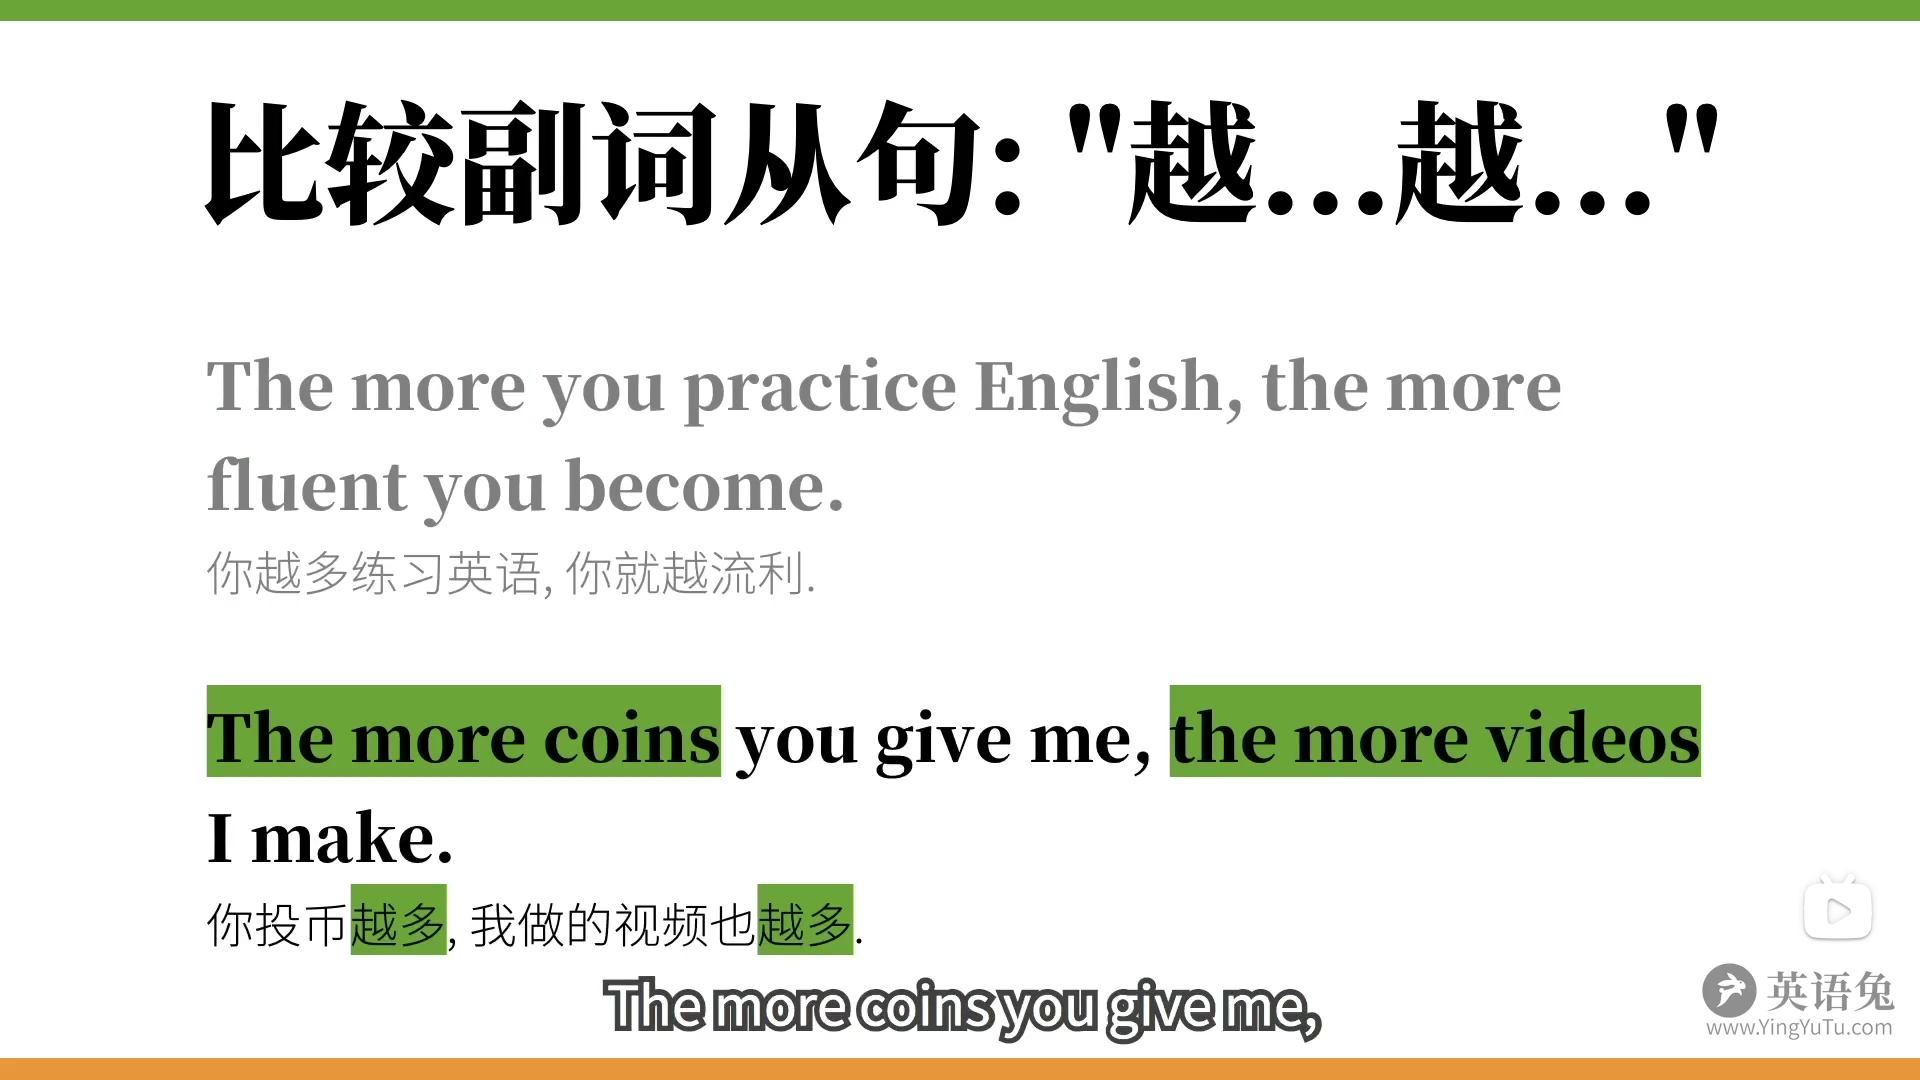 比较副词从句: "越...越..."
The more you practice English, the more
fluent you become.
你越多练习英语, 你就越流利.
The more coins you give me, the more videos
I make.
你投币越多, 我做的视频也越多.
The more coins you give me,
英语兔
www.YingYuTu.com